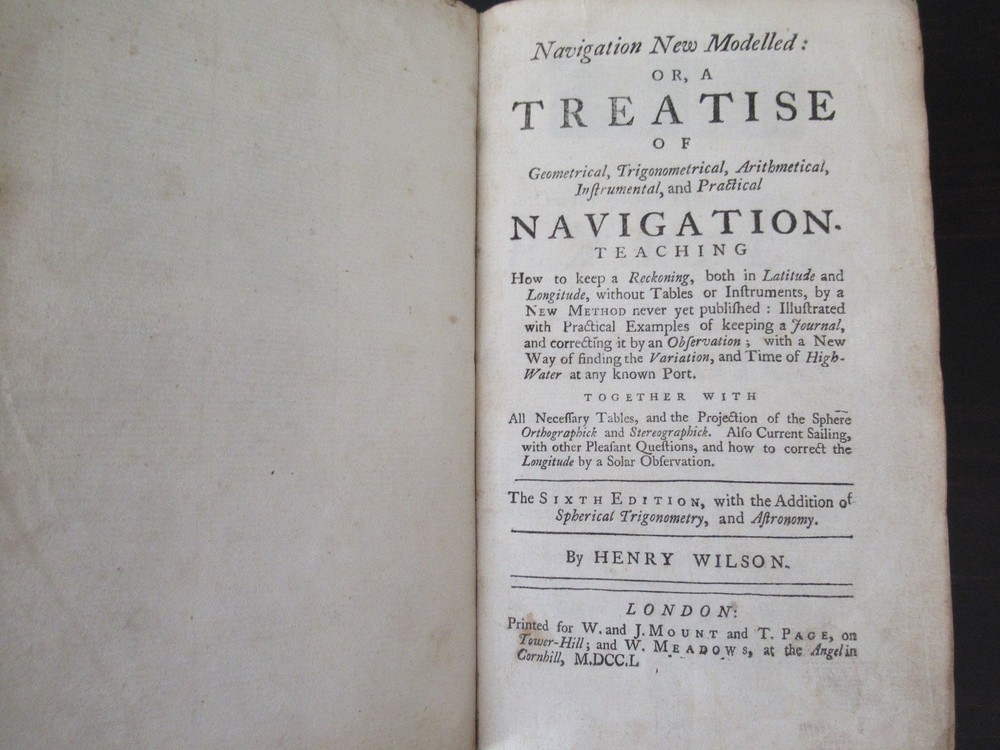 Navigation New Modelled:
OR, A
TREATISE
OF
Geometrical, Trigonometrical, Arithmetical,
Inſtrumental, and Practical
NAVIGATION.
TEACHING
How to keep a Reckoning, both in Latitude and
Longitude, without Tables or Inſtruments, by a
NEW METHOD never yet publiſhed : Illuſtrated
with Practical Examples of keeping a Journal,
and correcting it by an Obſervation ; with a New
Way of finding the Variation, and Time of High-
Water at any known Port.
TOGETHER WITH
All Neceſſary Tables, and the Projection of the Sphere
Orthographick and Stereographick. Alſo Current Sailing,
with other Pleaſant Queſtions, and how to correct the
Longitude by a Solar Obſervation.
The SIXTH EDITION, with the Addition of
Spherical Trigonometry, and Aſtronomy.
By HENRY WILSON.
LONDON:
Printed for W. and J. MOUNT and T. PAGE, on
Tower-Hill; and W. MEADOWS, at the Angel in
Cornhill, M.DCC.L